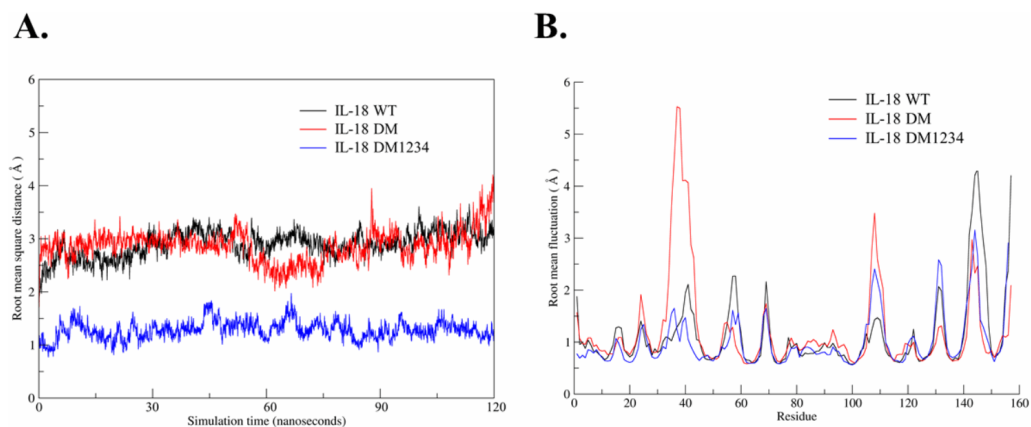 A.
Root mean square distance ( Å )
6
5
4
3
2
1
0
IL-18 WT
IL-18 DM
IL-18 DM1234
0
30
60
90
120
Simulation time (nanoseconds)
B.
Root mean fluctuation ( Å )
6
5
4
3
2
1
0
IL-18 WT
IL-18 DM
IL-18 DM1234
0
20
40
60
80
100
120
140
160
Residue